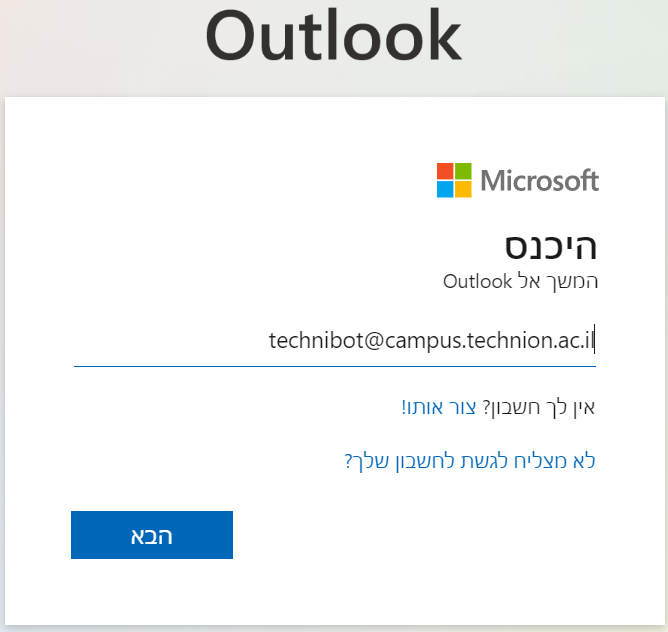 Outlook
Microsoft
היכנס
המשך אל Outlook
technibot@campus.technion.ac.il
אין לך חשבון? צור אותו!
לא מצליח לגשת לחשבון שלך?
הבא